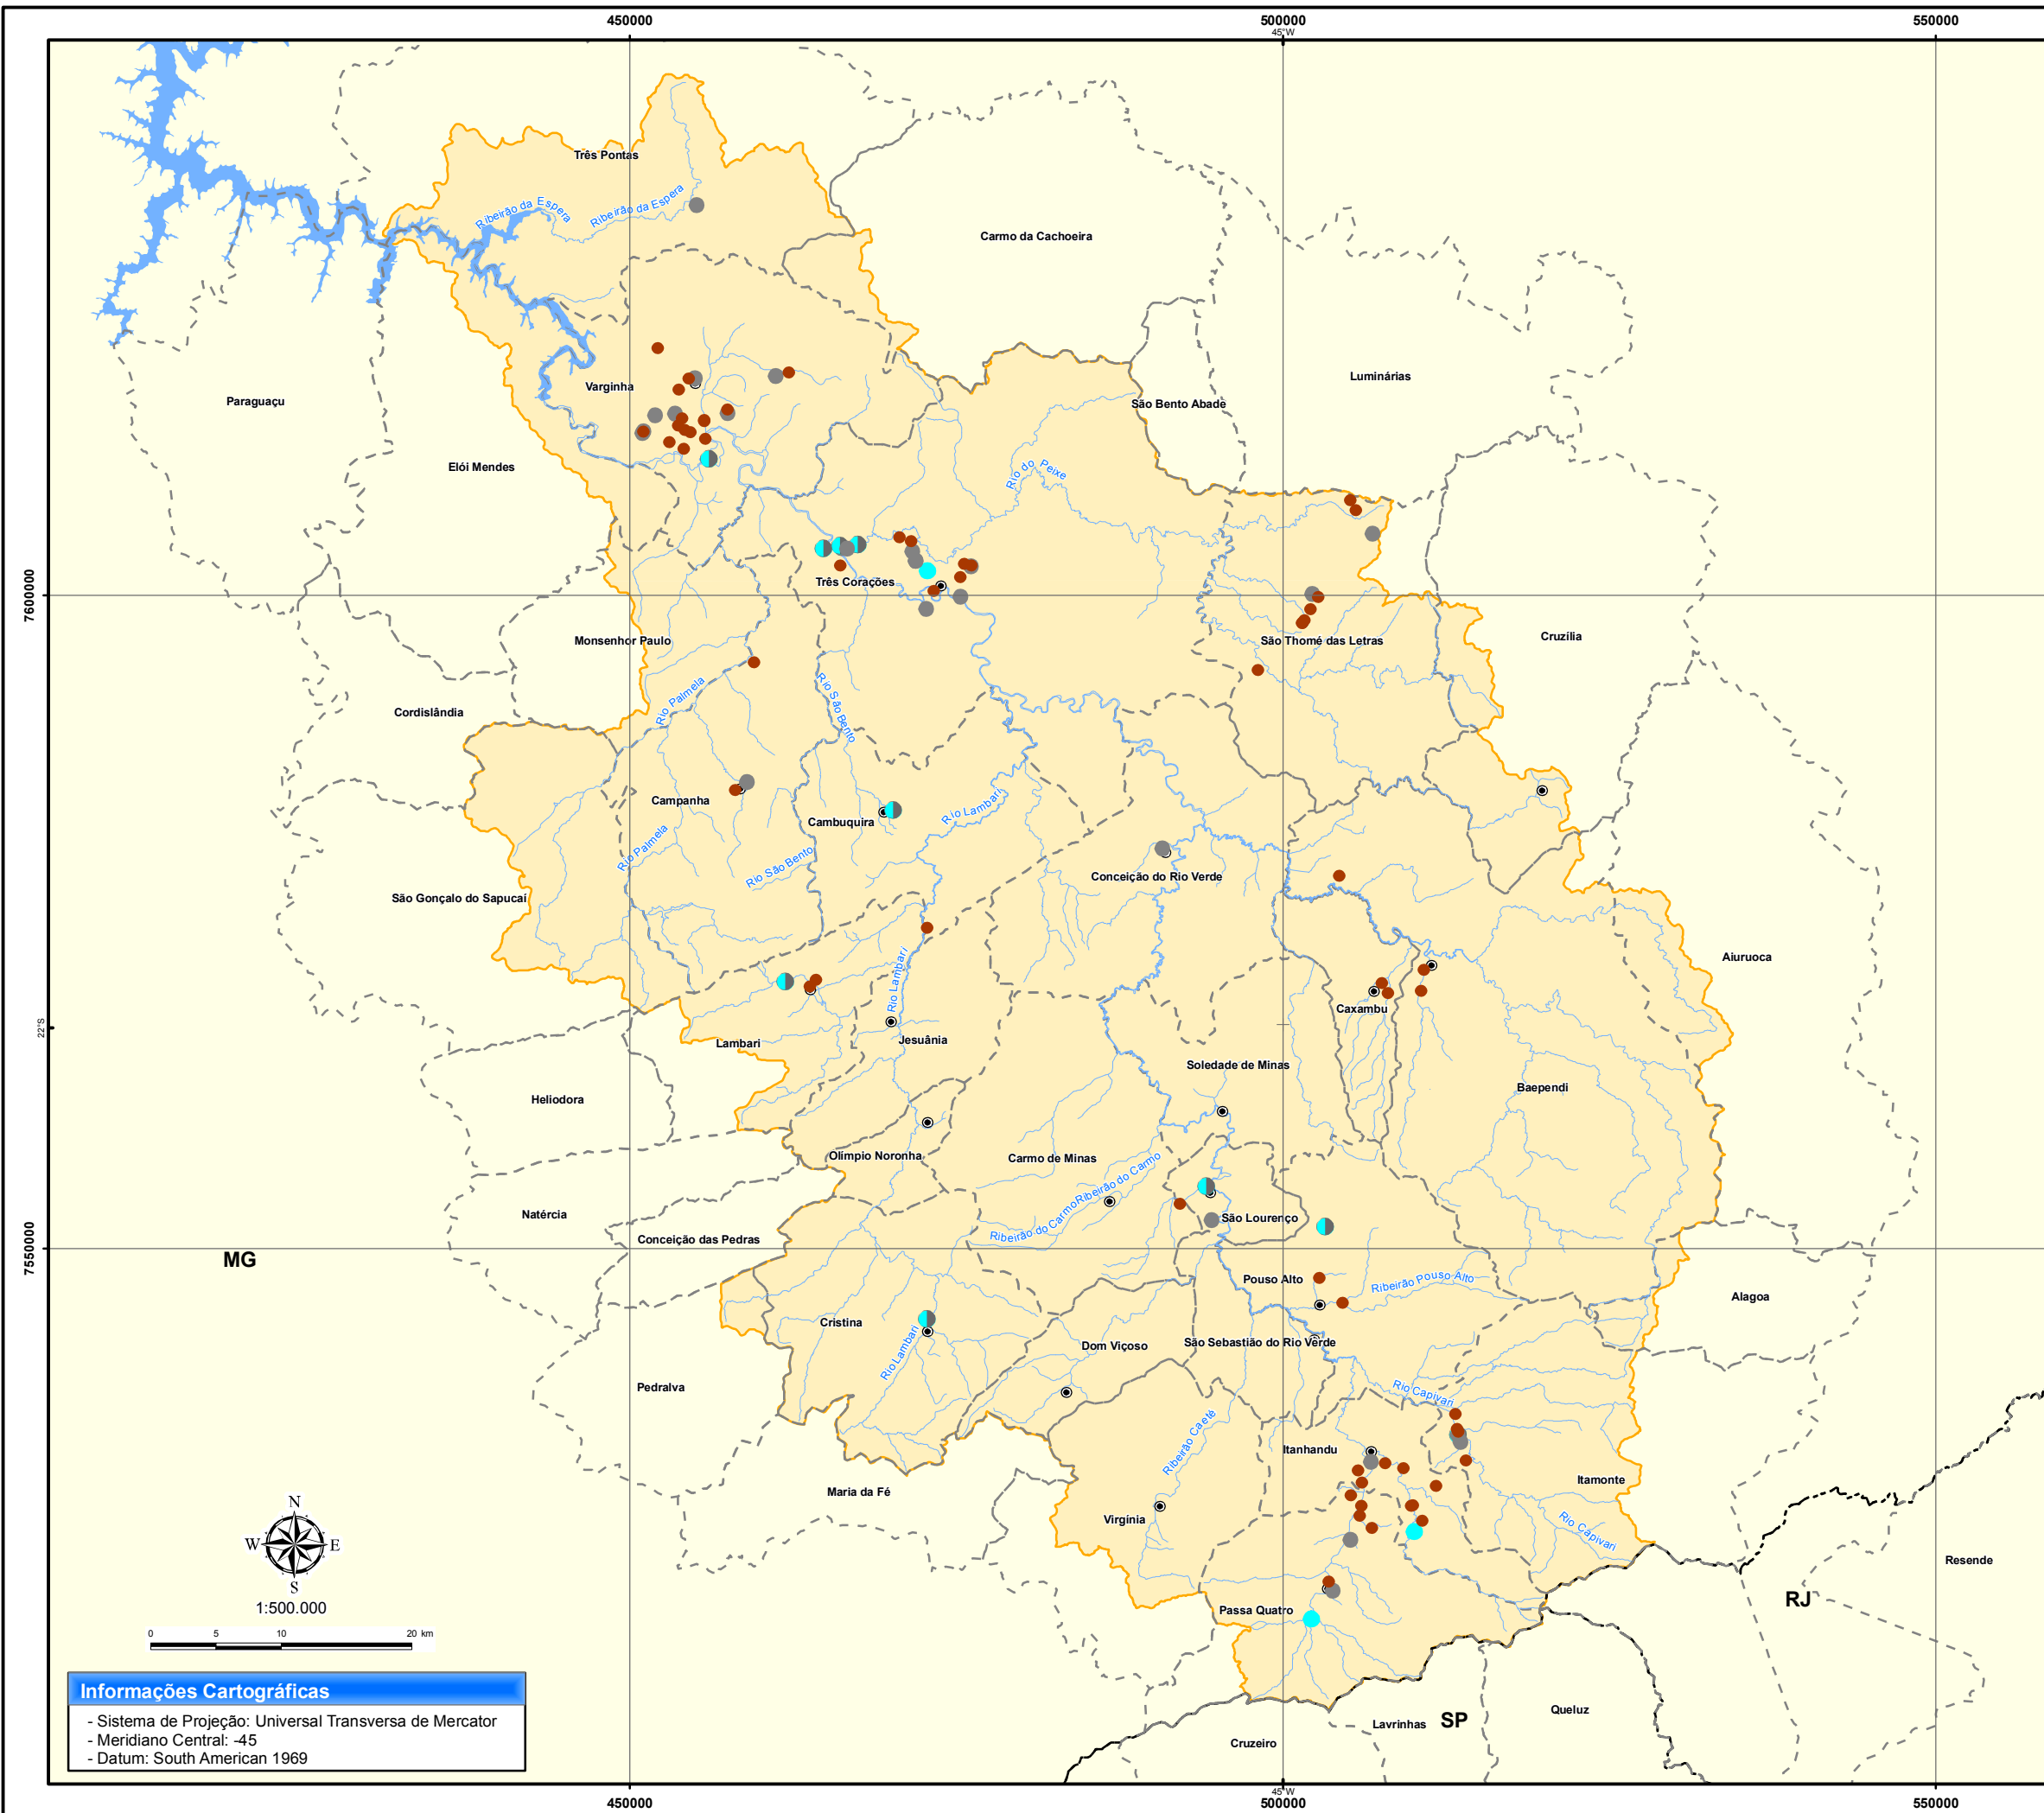 450000
500000
550000
45°W
Três Pontas
Ribeirão da Espera
Ribeirão da Espera
Carmo da Cachoeira
Luminárias
Varginha
São Bento Abade
Paraguaçu
Elói Mendes
Rio do Peixe
Três Corações
7600000
Monsenhor Paulo
São Thomé das Letras
Cruzília
Cordislândia
Rio Palmela
Rio São Bento
Campanha
Cambuquira
Rio Lambari
Rio Palmela
Rio São Bento
Conceição do Rio Verde
São Gonçalo do Sapucaí
Aiuruoca
Rio Lambari
Caxambu
22°S
Lambari
Jesuânia
Soledade de Minas
Baependi
Heliodora
Olímpio Noronha
Carmo de Minas
Ribeirão do Carmo
Ribeirão do Carmo
Natércia
São Lourenço
Conceição das Pedras
7550000
MG
Pouso Alto
Ribeirão Pouso Alto
Alagoa
Cristina
Rio Lambari
Dom Viçoso
São Sebastião do Rio Verde
Pedralva
Rio Capivari
Ribeirão Caeté
Itanhandu
Itamonte
Maria da Fé
Virgínia
Rio Capivari
Resende
N
W
E
S
1:500.000
Passa Quatro
RJ
0 5 10 20 km
Informações Cartográficas
- Sistema de Projeção: Universal Transversa de Mercator
- Meridiano Central: -45
- Datum: South American 1969
SP
Queluz
Lavrinhas
Cruzeiro
45°W
450000
500000
550000